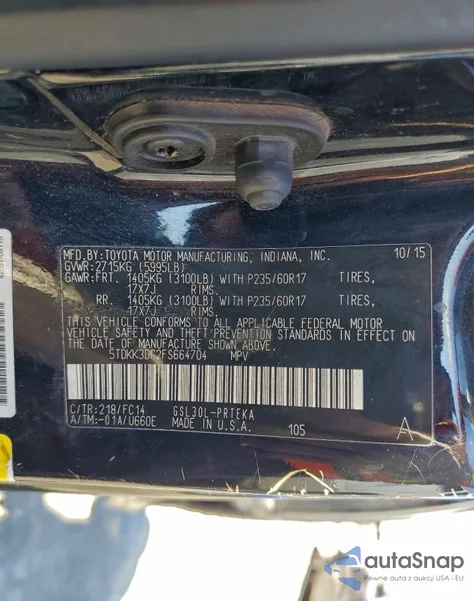 MFD.BY:TOYOTA MOTOR MANUFACTURING, INDIANA, INC. 10/15
GVWR:2715KG (5995LB)
GAWR:FRT. 1405KG (3100LB) WITH P235/60R17 TIRES,
17X7J RIMS.
RR. 1405KG (3100LB) WITH P235/60R17 TIRES,
17X7J RIMS.
THIS VEHICLE CONFORMS TO ALL APPLICABLE FEDERAL MOTOR
VEHICLE SAFETY AND THEFT PREVENTION STANDARDS IN EFFECT ON
THE DATE OF MANUFACTURE SHOWN ABOVE.
5TDKK3DC2FS664704 MPV
C/TR:218/FC14 GSL30L-PRTEKA
A/TM:-01A/U660E MADE IN U.S.A. 105 A
autoSnap
Pewne auta z aukcji USA i EU